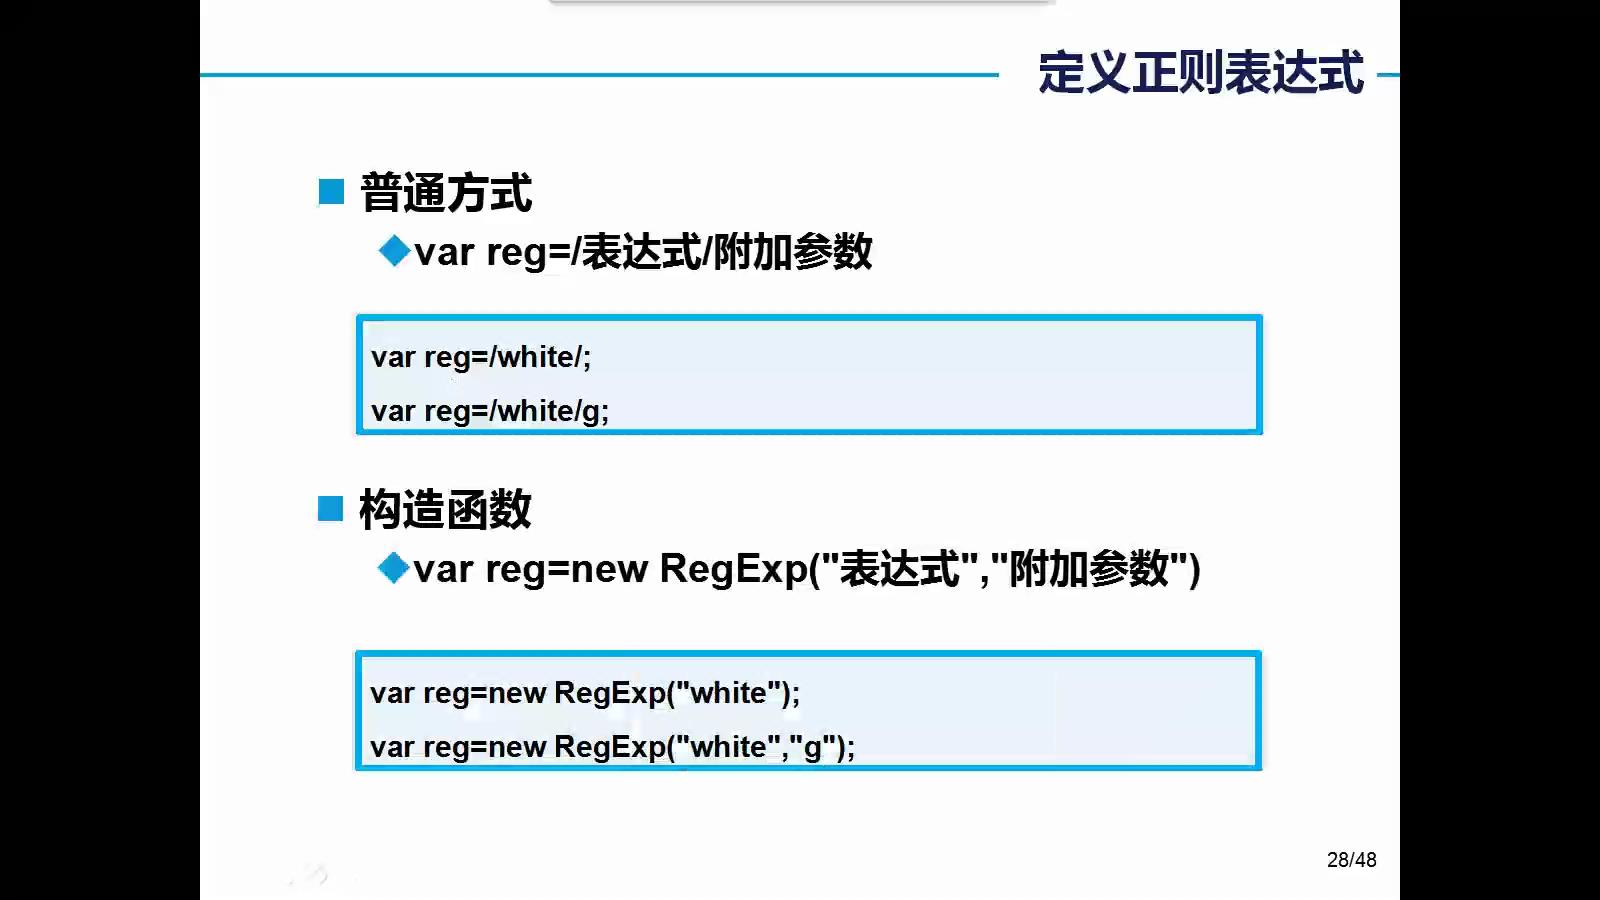 定义正则表达式
普通方式
var reg=/表达式/附加参数
var reg=/white/;
var reg=/white/g;
构造函数
var reg=new RegExp("表达式","附加参数")
var reg=new RegExp("white");
var reg=new RegExp("white","g");
28/48